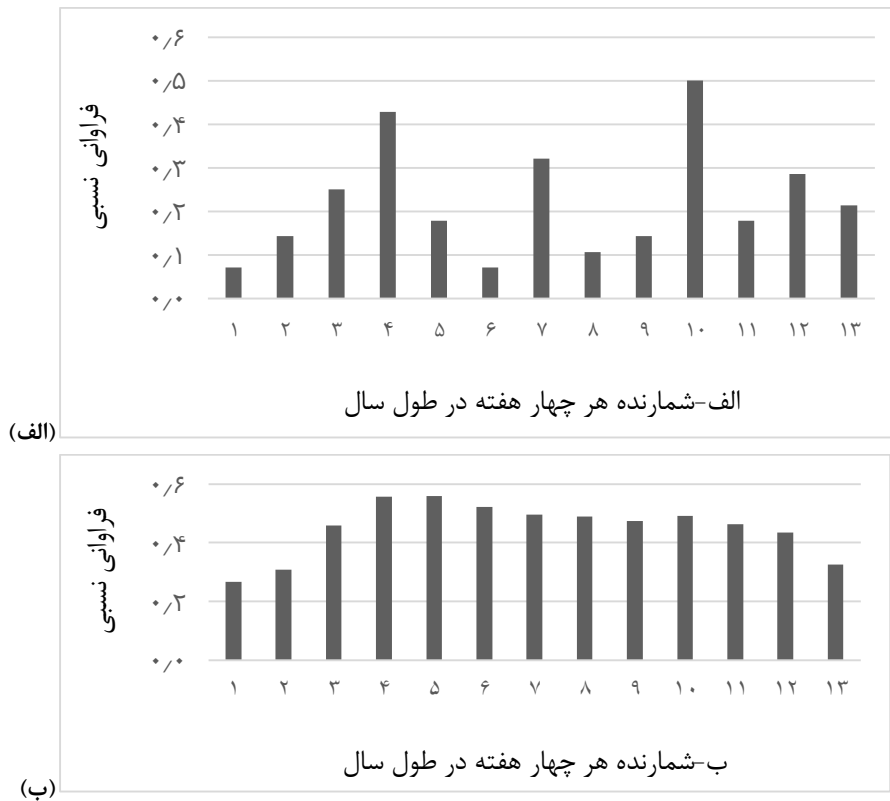 ۰٫۶
۰٫۵
۰٫۴
۰٫۳
۰٫۲
۰٫۱
۰٫۰
فراوانی نسبی
۱ ۲ ۳ ۴ ۵ ۶ ۷ ۸ ۹ ۱۰ ۱۱ ۱۲ ۱۳
الف-شمارنده هر چهار هفته در طول سال
(الف)
۰٫۶
۰٫۴
۰٫۲
۰٫۰
فراوانی نسبی
۱ ۲ ۳ ۴ ۵ ۶ ۷ ۸ ۹ ۱۰ ۱۱ ۱۲ ۱۳
ب-شمارنده هر چهار هفته در طول سال
(ب)